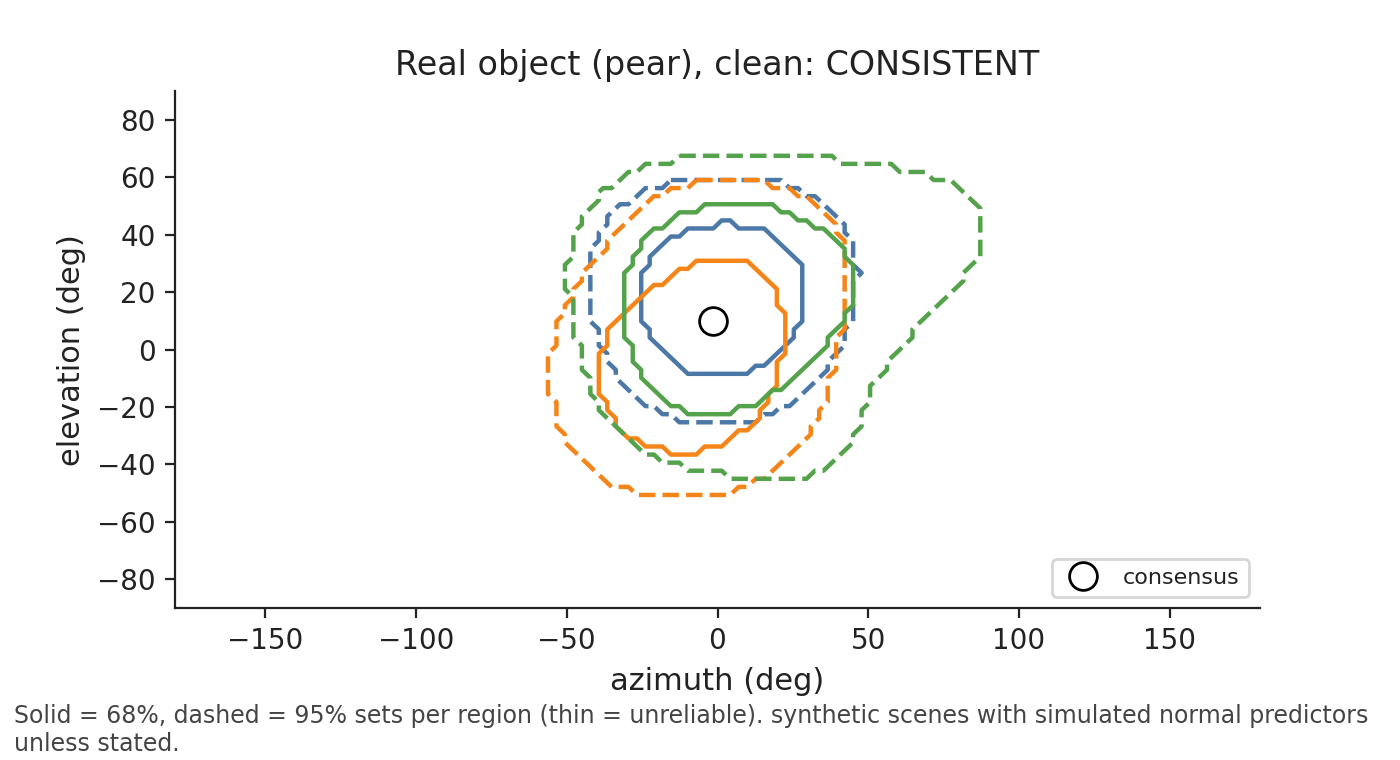 Real object (pear), clean: CONSISTENT
elevation (deg)
80
60
40
20
0
−20
−40
−60
−80
−150
−100
−50
0
50
100
150
azimuth (deg)
consensus
Solid = 68%, dashed = 95% sets per region (thin = unreliable). synthetic scenes with simulated normal predictors
unless stated.